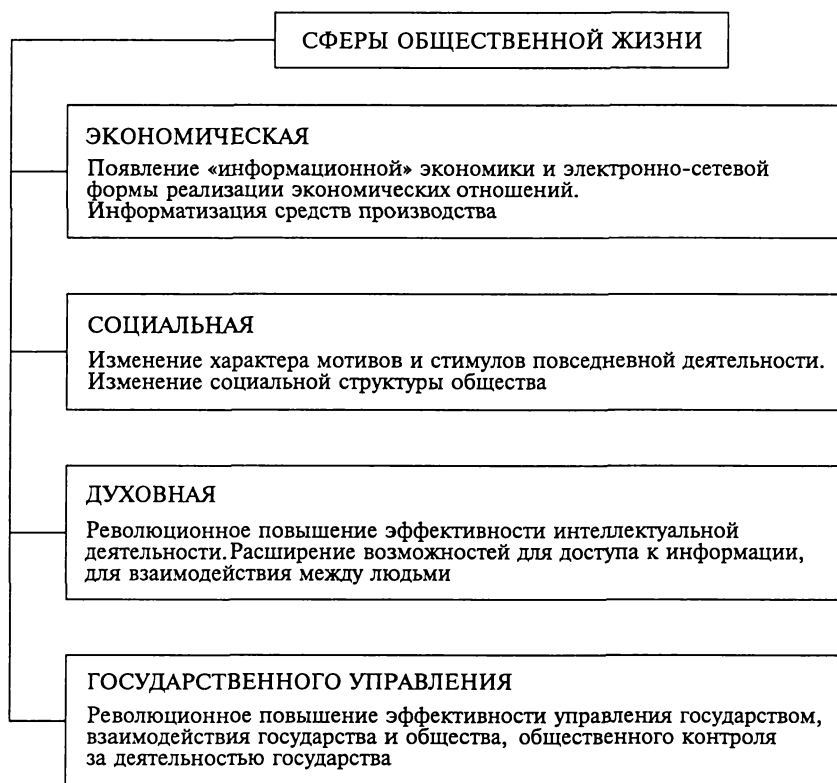 СФЕРЫ ОБЩЕСТВЕННОЙ ЖИЗНИ
ЭКОНОМИЧЕСКАЯ
Появление «информационной» экономики и электронно-сетевой
формы реализации экономических отношений.
Информатизация средств производства
СОЦИАЛЬНАЯ
Изменение характера мотивов и стимулов повседневной деятельности.
Изменение социальной структуры общества
ДУХОВНАЯ
Революционное повышение эффективности интеллектуальной
деятельности. Расширение возможностей для доступа к информации,
для взаимодействия между людьми
ГОСУДАРСТВЕННОГО УПРАВЛЕНИЯ
Революционное повышение эффективности управления государством,
взаимодействия государства и общества, общественного контроля
за деятельностью государства